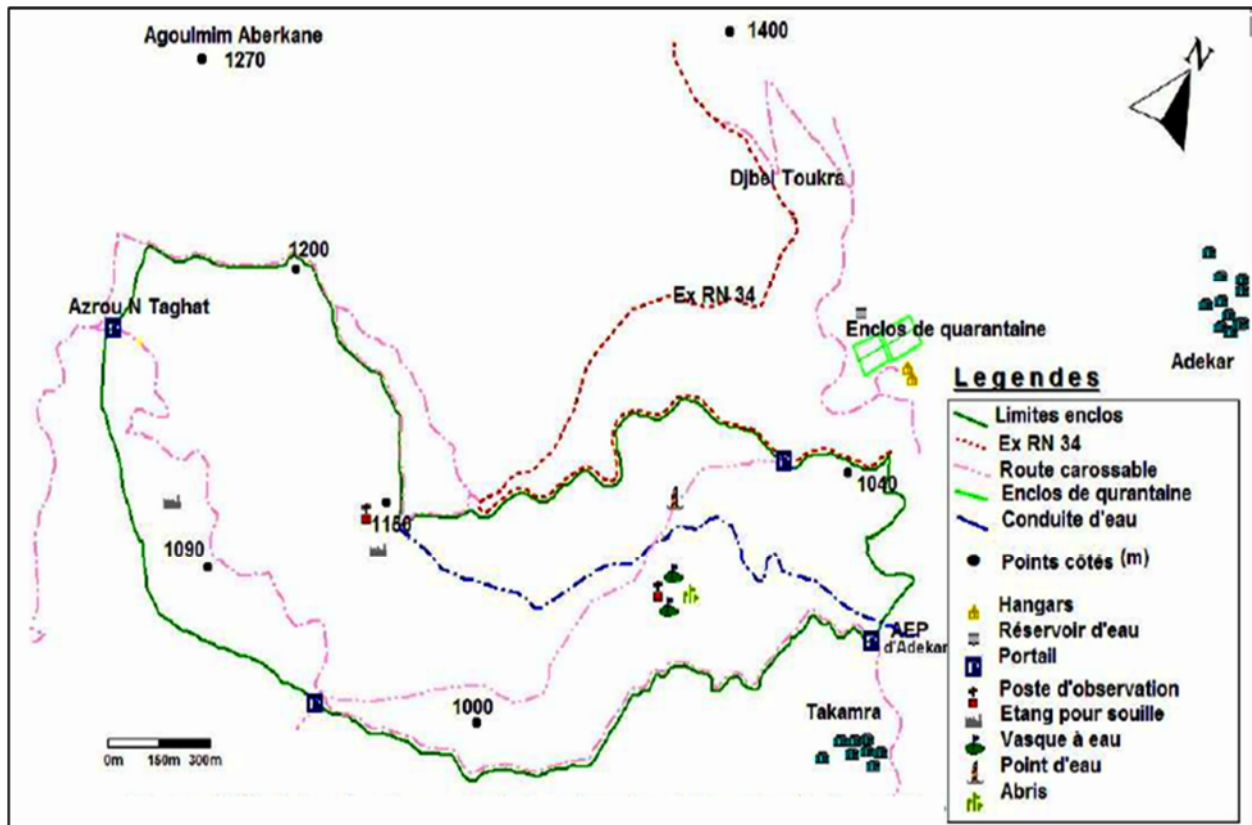 Agoulmim Aberkane
1270
1400
N
Djbel Toukra
1200
Azrou N Taghat
Ex RN 34
Enclos de quarantaine
Adekar
1040
1150
1090
AEP
d'Adekar
1000
Takamra
0m 150m 300m
Legendes
Limites enclos
Ex RN 34
Route carossable
Enclos de qurantaine
Conduite d'eau
Points côtés (m)
Hangars
Réservoir d'eau
Portail
Poste d'observation
Etang pour souille
Vasque à eau
Point d'eau
Abris